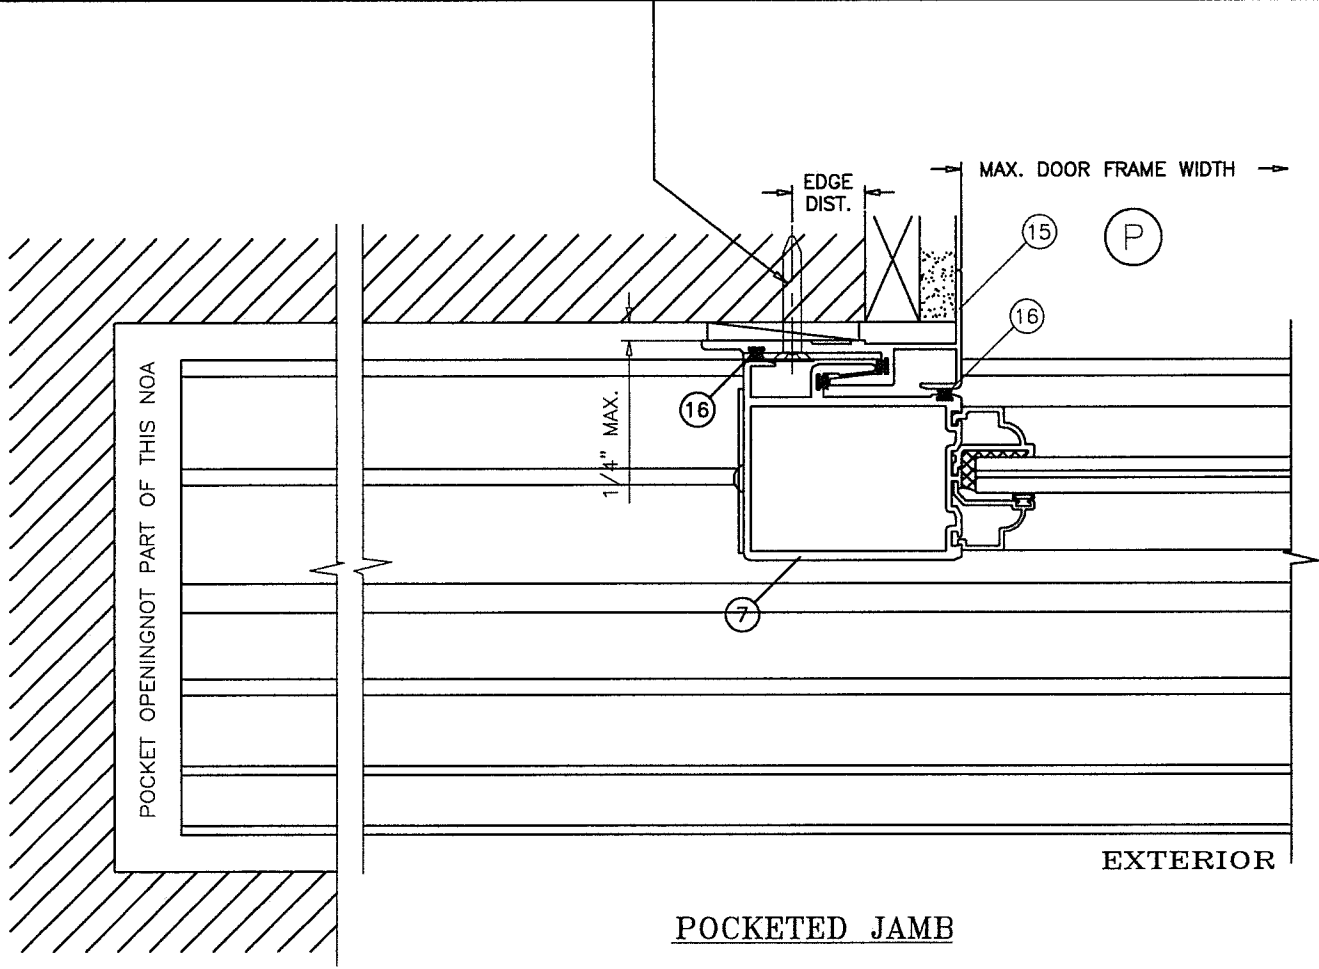 MAX. DOOR FRAME WIDTH
EDGE
DIST.
15
P
16
16
1/4" MAX.
POCKET OPENINGNOT PART OF THIS NOA
7
EXTERIOR
POCKETED JAMB